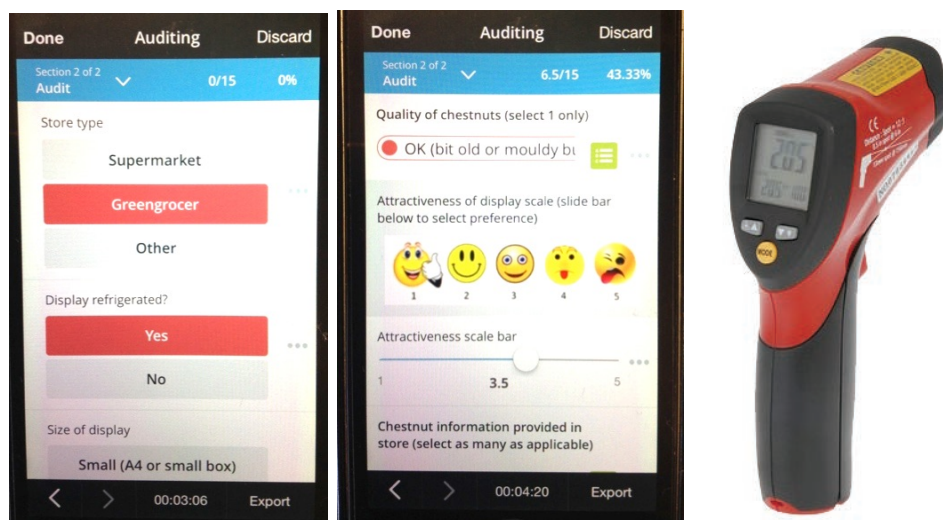 Done Auditing Discard
Section 2 of 2
Audit 0/15 0%
Store type
Supermarket
Greengrocer
Other
Display refrigerated?
Yes
No
Size of display
Small (A4 or small box)
00:03:06 Export
Done Auditing Discard
Section 2 of 2
Audit 6.5/15 43.33%
Quality of chestnuts (select 1 only)
OK (bit old or mouldy bu
Attractiveness of display scale (slide bar
below to select preference)
1 2 3 4 5
Attractiveness scale bar
1 3.5 5
Chestnut information provided in
store (select as many as applicable)
00:04:20 Export
CE
20.5
MODE